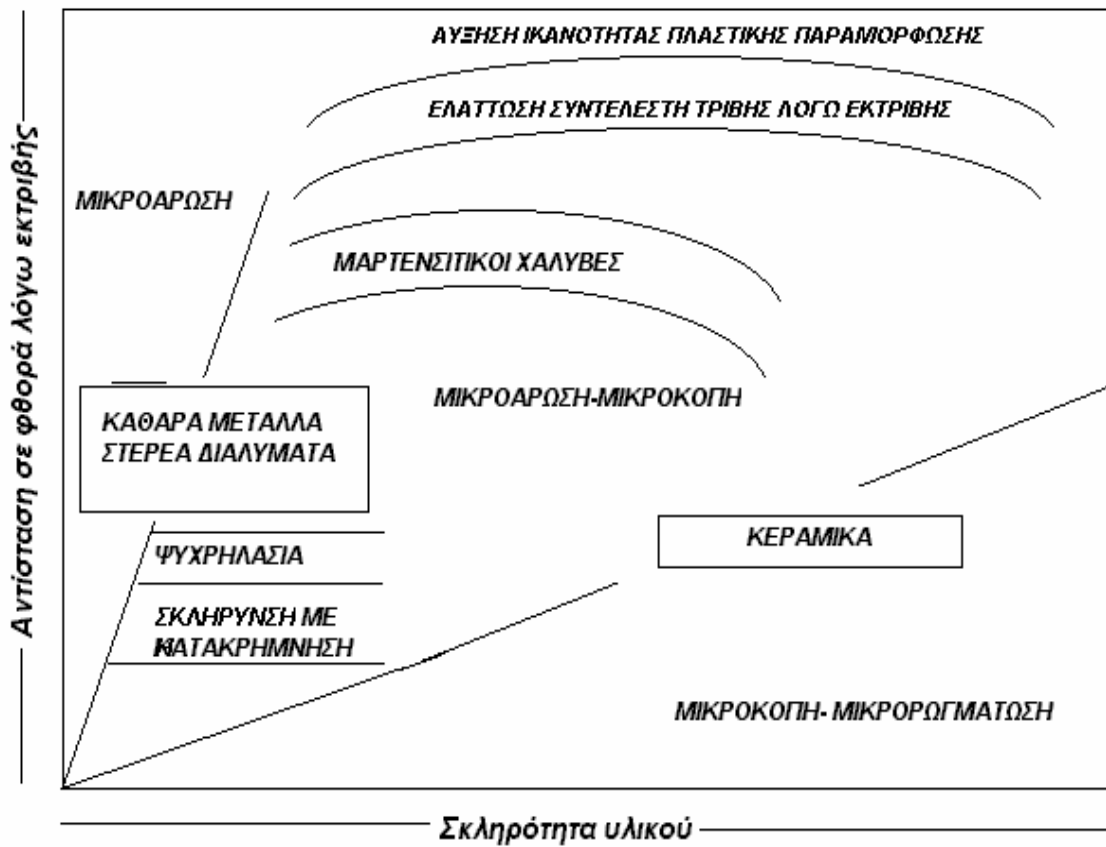 Αντίσταση σε φθορά λόγω εκτριβής
ΑΥΞΗΣΗ ΙΚΑΝΟΤΗΤΑΣ ΠΛΑΣΤΙΚΗΣ ΠΑΡΑΜΟΡΦΩΣΗΣ
ΕΛΑΤΤΩΣΗ ΣΥΝΤΕΛΕΣΤΗ ΤΡΙΒΗΣ ΛΟΓΩ ΕΚΤΡΙΒΗΣ
ΜΙΚΡΟΑΡΩΣΗ
ΜΑΡΤΕΝΣΙΤΙΚΟΙ ΧΑΛΥΒΕΣ
ΜΙΚΡΟΑΡΩΣΗ-ΜΙΚΡΟΚΟΠΗ
ΚΑΘΑΡΑ ΜΕΤΑΛΛΑ
ΣΤΕΡΕΑ ΔΙΑΛΥΜΑΤΑ
ΚΕΡΑΜΙΚΑ
ΨΥΧΡΗΛΑΣΙΑ
ΣΚΛΗΡΥΝΣΗ ΜΕ
ΚΑΤΑΚΡΗΜΝΗΣΗ
ΜΙΚΡΟΚΟΠΗ- ΜΙΚΡΟΡΩΓΜΑΤΩΣΗ
Σκληρότητα υλικού